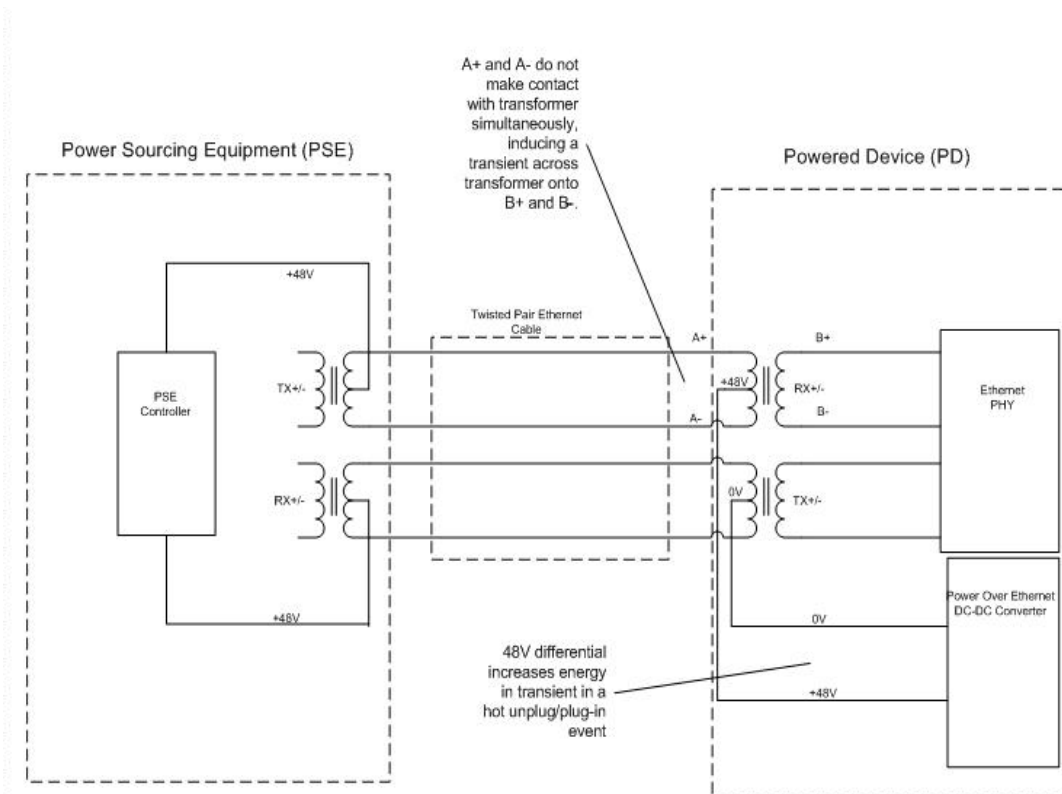 A+ and A- do not
make contact
with transformer
simultaneously,
inducing a
transient across
transformer onto
B+ and B-.
Power Sourcing Equipment (PSE)
Powered Device (PD)
+48V
Twisted Pair Ethernet
Cable
A+
B+
PSE
Controller
TX+/-
+48V
RX+/-
Ethernet
PHY
A-
B-
RX+/-
0V
TX+/-
Power Over Ethernet
DC-DC Converter
+48V
0V
48V differential
increases energy
in transient in a
hot unplug/plug-in
event
+48V